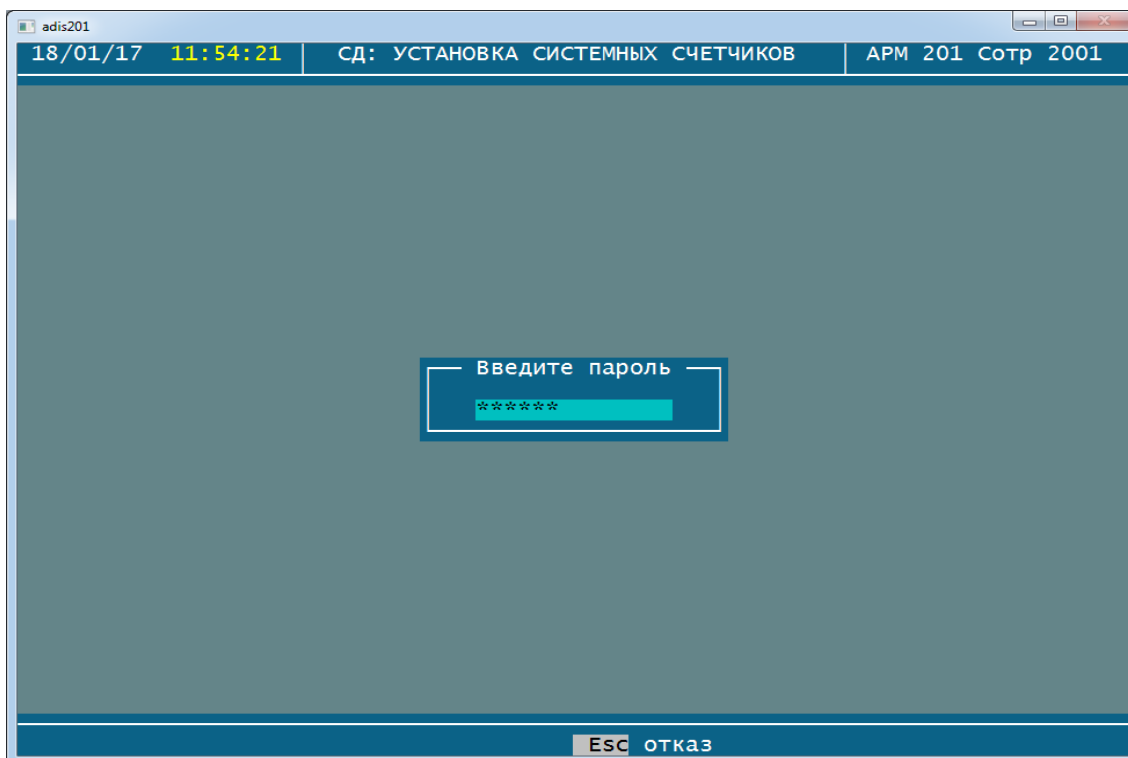 adis201
18/01/17 11:54:21 СД: УСТАНОВКА СИСТЕМНЫХ СЧЕТЧИКОВ АРМ 201 Сотр 2001
Введите пароль
******
Esc отказ